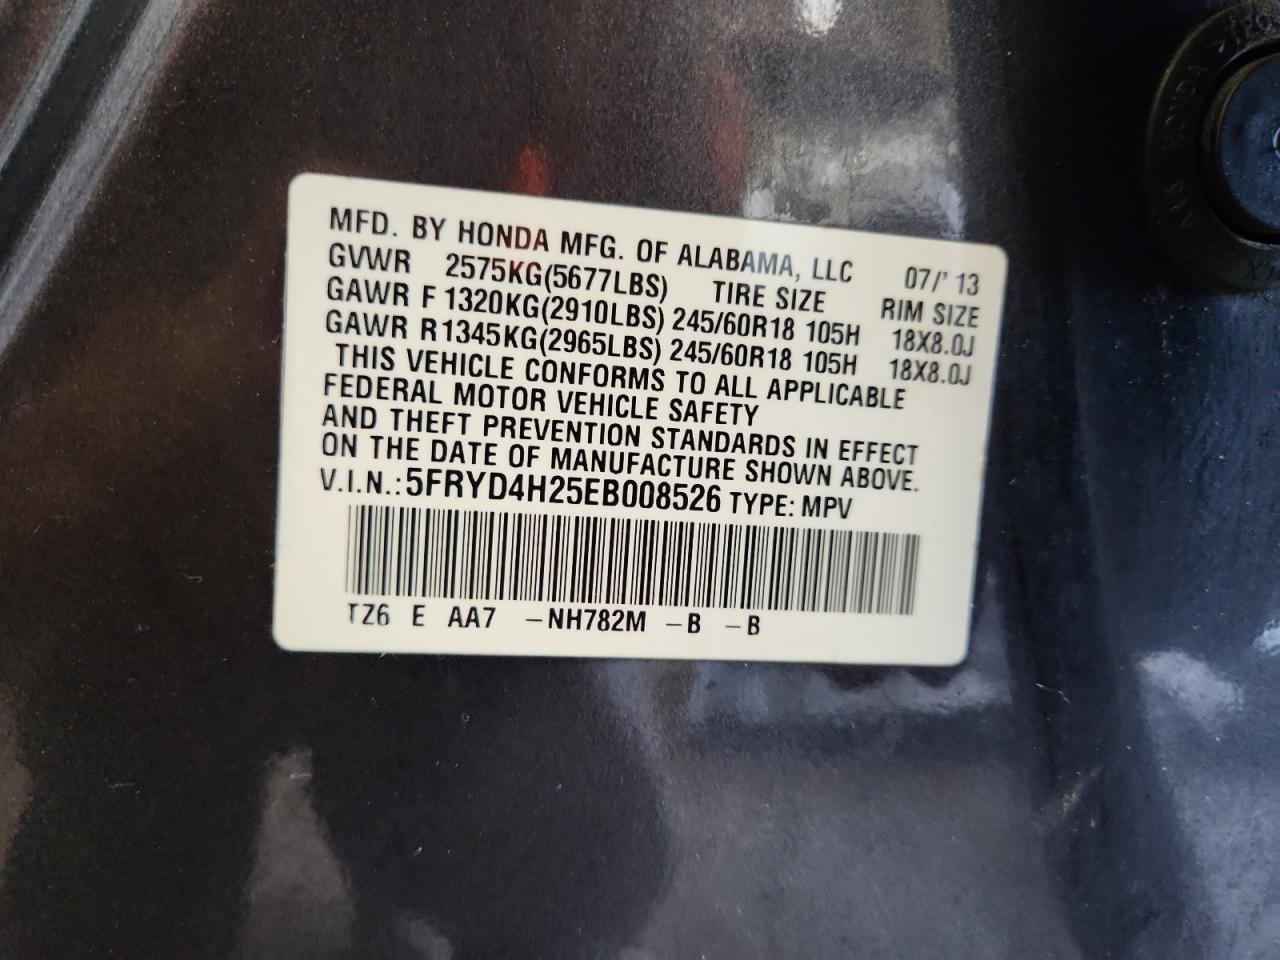 MFD. BY HONDA MFG. OF ALABAMA, LLC 07/'13
GVWR 2575KG(5677LBS) TIRE SIZE RIM SIZE
GAWR F 1320KG(2910LBS) 245/60R18 105H 18X8.0J
GAWR R 1345KG(2965LBS) 245/60R18 105H 18X8.0J
THIS VEHICLE CONFORMS TO ALL APPLICABLE
FEDERAL MOTOR VEHICLE SAFETY
AND THEFT PREVENTION STANDARDS IN EFFECT
ON THE DATE OF MANUFACTURE SHOWN ABOVE.
V.I.N.: 5FRYD4H25EB008526 TYPE: MPV
TZ6 E AA7 -NH782M -B -B
HONDA